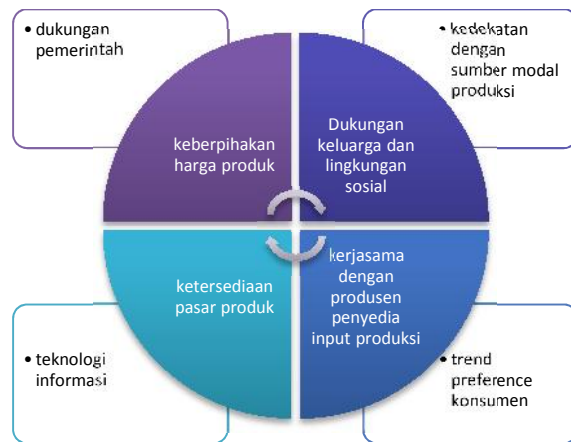 • dukungan
pemerintah
• kedekatan
dengan
sumber modal
produksi
keberpihakan
harga produk
Dukungan
keluarga dan
lingkungan
sosial
ketersediaan
pasar produk
kerjasama
dengan
produsen
penyedia
input produksi
• teknologi
informasi
• trend
preference
konsumen